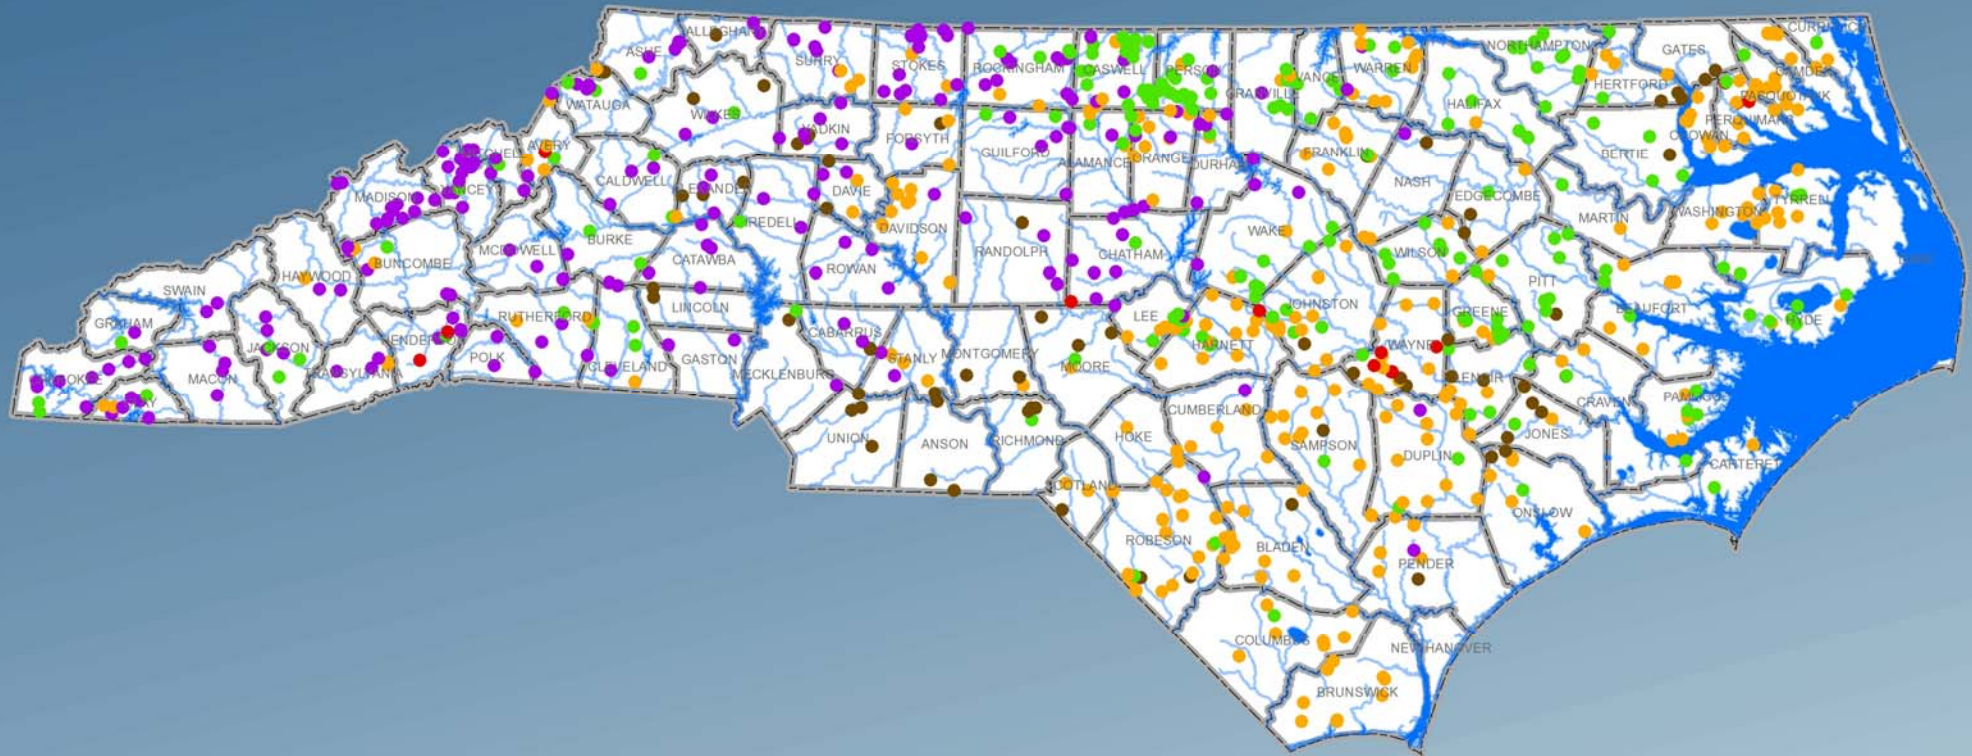 ALLEGHANY
ASHE
SURRY
STOKES
ROCKINGHAM
CASWELL
PERSON
VANCE
WARREN
NORTHAMPTON
GATES
CURRITUCK
CAMDEN
HERTFORD
PASQUOTANK
GRANVILLE
HALIFAX
WATAUGA
WILKES
YADKIN
FORSYTH
GUILFORD
ALAMANCE
ORANGE
DURHAM
FRANKLIN
PERQUIMANS
CHOWAN
BERTIE
MITCHELL
AVERY
NASH
EDGECOMBE
MADISON
YANCEY
CALDWELL
ALEXANDER
DAVIE
IREDELL
DAVIDSON
MARTIN
WASHINGTON
TYRRELL
WAKE
BURKE
MCDOWELL
CATAWBA
ROWAN
RANDOLPH
CHATHAM
WILSON
PITT
DARE
BUNCOMBE
HAYWOOD
SWAIN
LINCOLN
RUTHERFORD
JOHNSTON
GREENE
BEAUFORT
HYDE
GRAHAM
JACKSON
HENDERSON
CABARRUS
LEE
HARNETT
WAYNE
POLK
CLEVELAND
GASTON
STANLY
MONTGOMERY
MOORE
CHEROKEE
CLAY
MACON
TRANSYLVANIA
MECKLENBURG
LENOIR
CRAVEN
PAMLICO
CUMBERLAND
UNION
ANSON
RICHMOND
HOKE
SAMPSON
DUPLIN
JONES
CARTERET
SCOTLAND
ONSLOW
ROBESON
BLADEN
PENDER
COLUMBUS
NEW HANOVER
BRUNSWICK